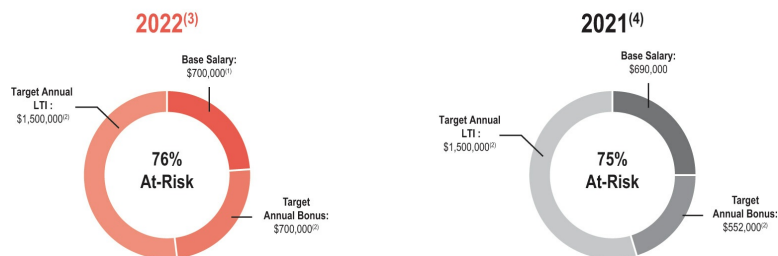 2022(3)
Base Salary:
$700,000(1)
Target Annual
LTI :
$1,500,000(2)
76%
At-Risk
Target
Annual Bonus:
$700,000(2)
2021(4)
Base Salary:
$690,000
Target Annual
LTI :
$1,500,000(2)
75%
At-Risk
Target
Annual Bonus:
$552,000(2)